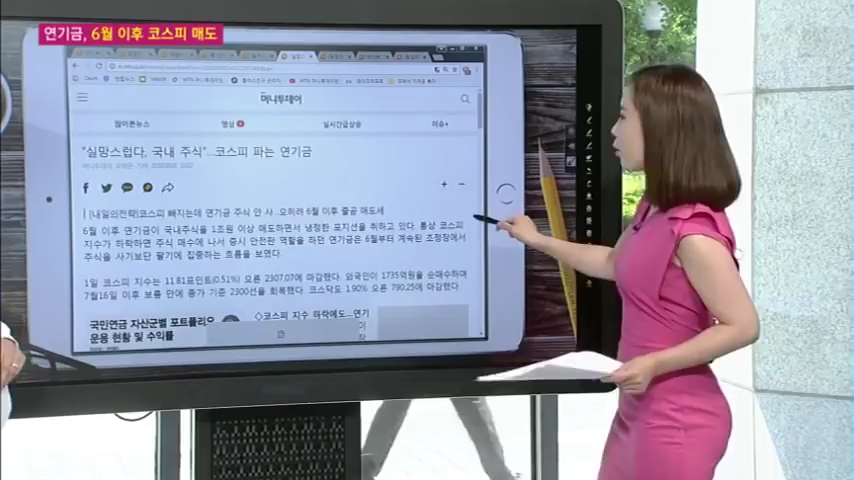 연기금, 6월 이후 코스피 매도
머니투데이
많이본뉴스 영상 실시간급상승 이슈+
"실망스럽다, 국내 주식"...코스피 파는 연기금
[내일의전략]코스피 빠지는데 연기금 주식 안 사...오히려 6월 이후 줄곧 매도세
6월 이후 연기금이 국내주식을 1조원 이상 매도하면서 냉정한 포지션을 취하고 있다. 통상 코스피
지수가 하락하면 주식 매수에 나서 증시 안전판 역할을 하던 연기금은 6월부터 계속된 조정장에서
주식을 사기보단 팔기에 집중하는 흐름을 보였다.
1일 코스피 지수는 11.81포인트(0.51%) 오른 2307.07에 마감했다. 외국인이 1735억원을 순매수하며
7월16일 이후 보름 만에 종가 기준 2300선을 회복했다. 코스닥도 1.90% 오른 790.25에 마감했다.
국민연금 자산군별 포트폴리오
운용 현황 및 수익률
◇코스피 지수 하락에도...연기